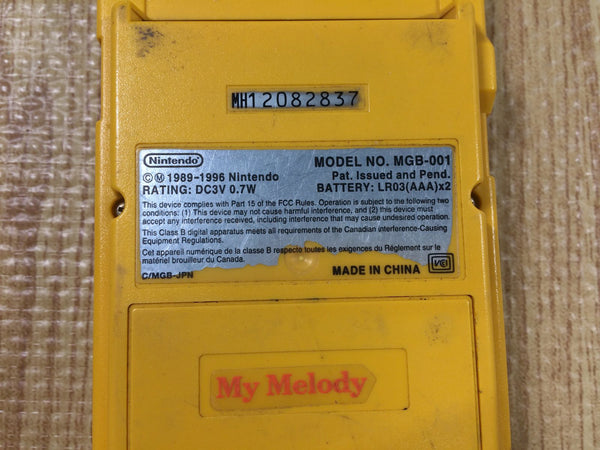 MH12082837
Nintendo
MODEL NO. MGB-001
©Ⓜ 1989-1996 Nintendo
Pat. Issued and Pend.
RATING: DC3V 0.7W
BATTERY: LR03(AAA)x2
This device complies with Part 15 of the FCC Rules. Operation is subject to the following two
conditions: (1) This device may not cause harmful interference, and (2) this device must
accept any interference received, including interference that may cause undesired operation.
This Class B digital apparatus meets all requirements of the Canadian Interference-Causing
Equipment Regulations.
Cet appareil numérique de la classe B respecte toutes les exigences du Règlement sur le
matériel brouilleur du Canada.
C/MGB-JPN
MADE IN CHINA
VCI
My Melody